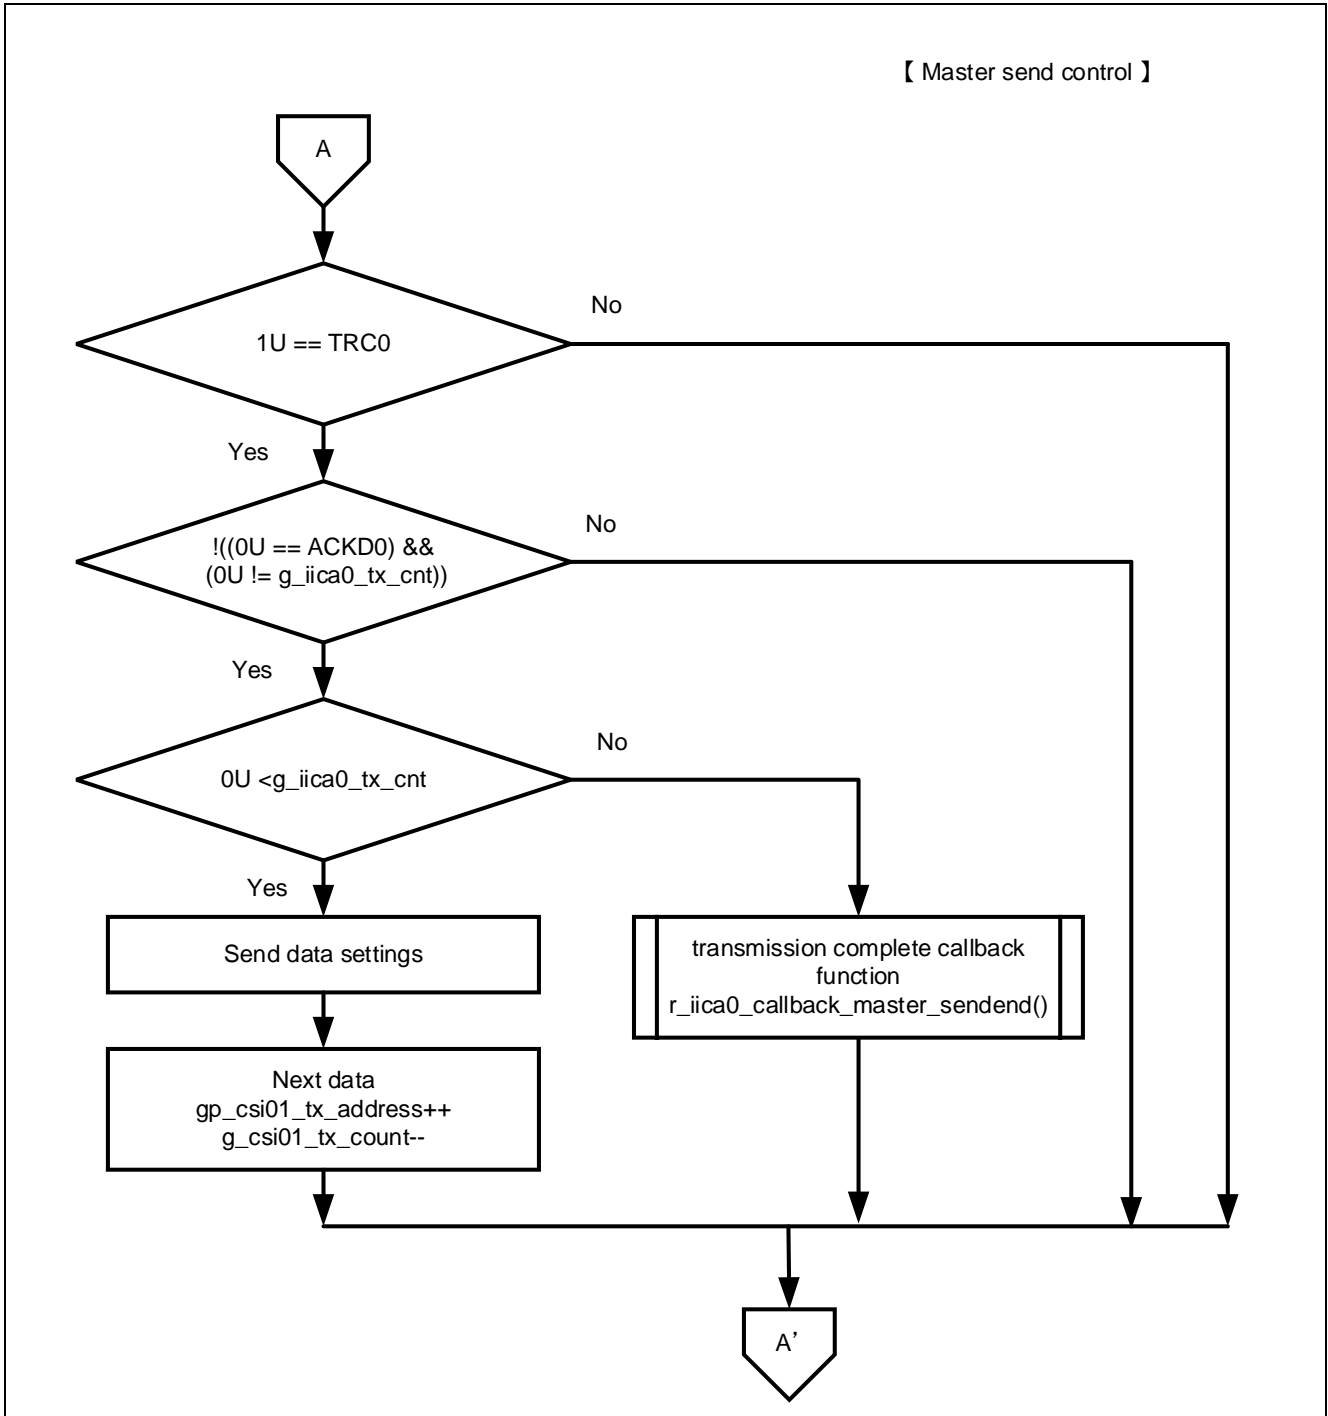 【 Master send control 】
A
1U == TRC0
No
Yes
!((0U == ACKD0) &&
(0U != g_iica0_tx_cnt))
No
Yes
0U <g_iica0_tx_cnt
No
Yes
Send data settings
transmission complete callback
function
r_iica0_callback_master_sendend()
Next data
gp_csi01_tx_address++
g_csi01_tx_count--
A’